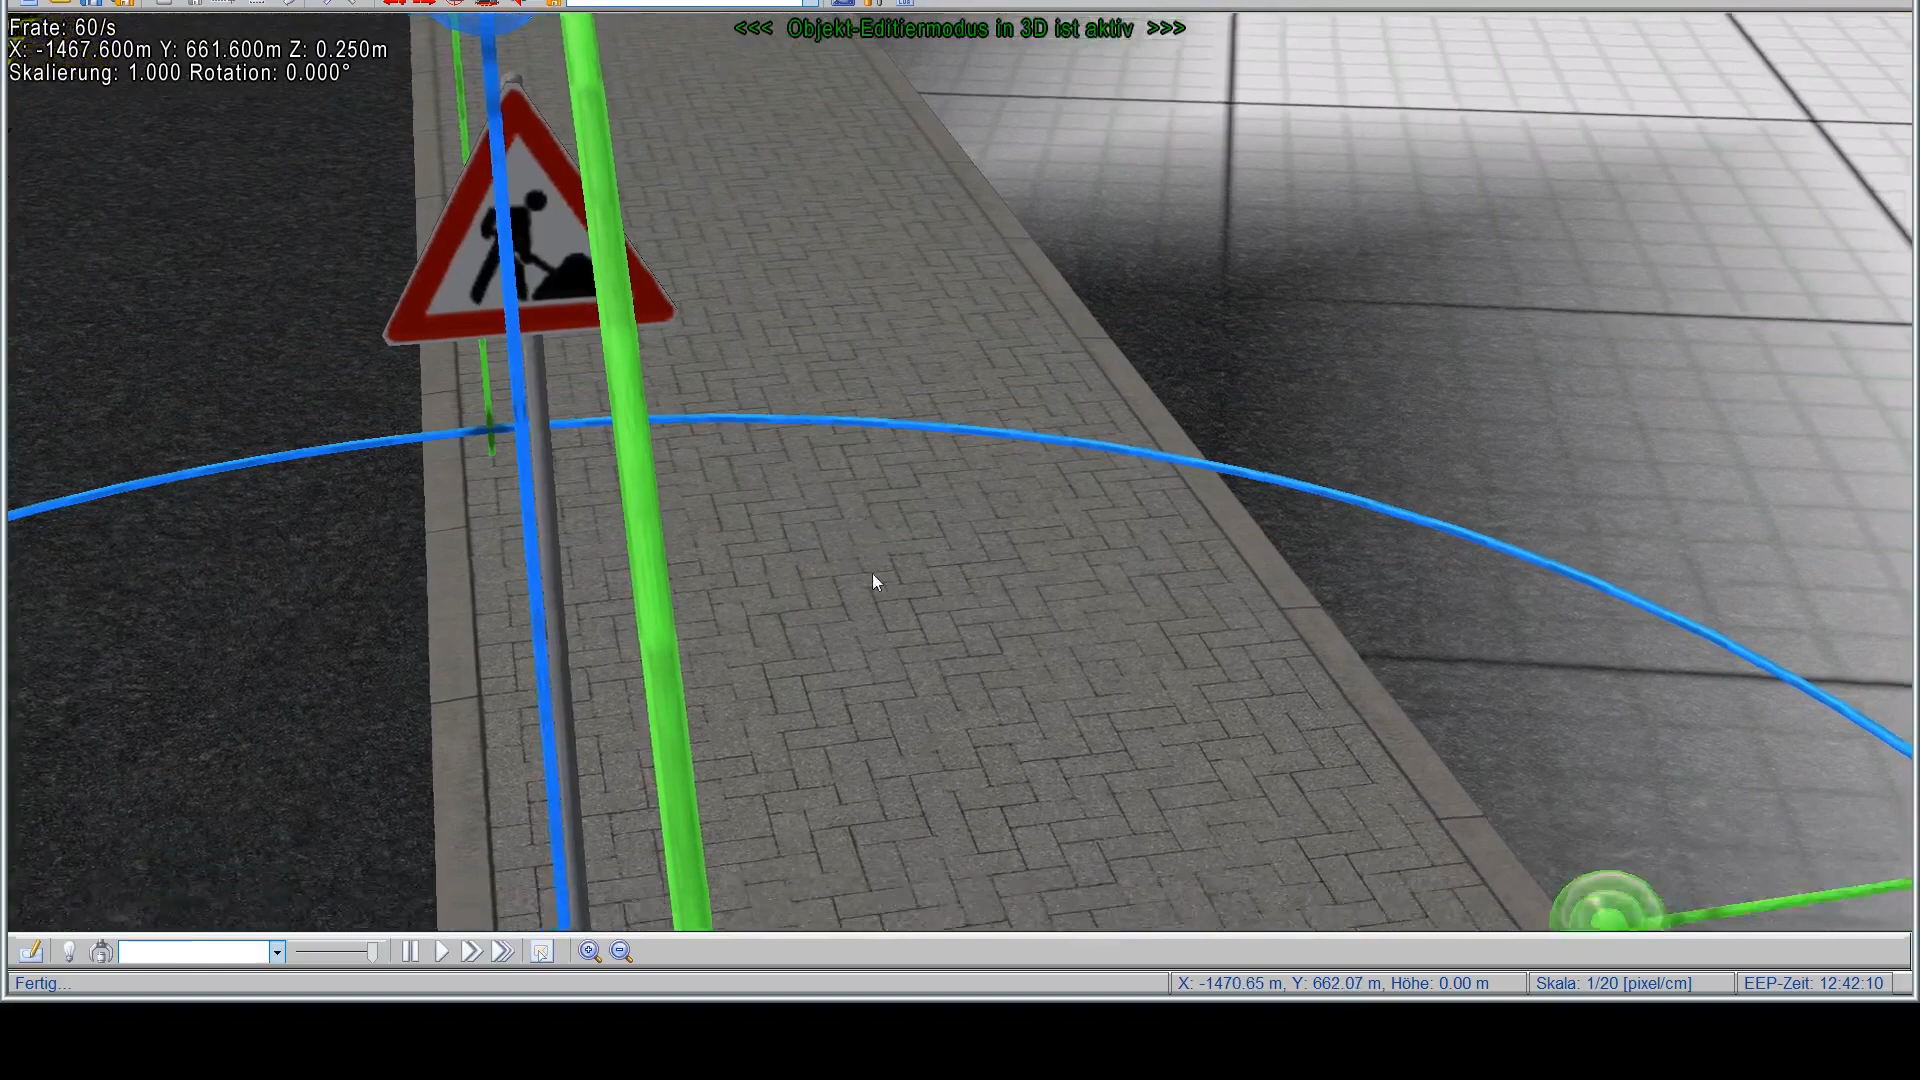 Frate: 60/s
<<< Objekt-Editiermodus in 3D ist aktiv >>>
X: -1467.600m Y: 661.600m Z: 0.250m
Skalierung: 1.000 Rotation: 0.000°
Fertig...
X: -1470.65 m, Y: 662.07 m, Höhe: 0.00 m
Skala: 1/20 [pixel/cm]
EEP-Zeit: 12:42:10